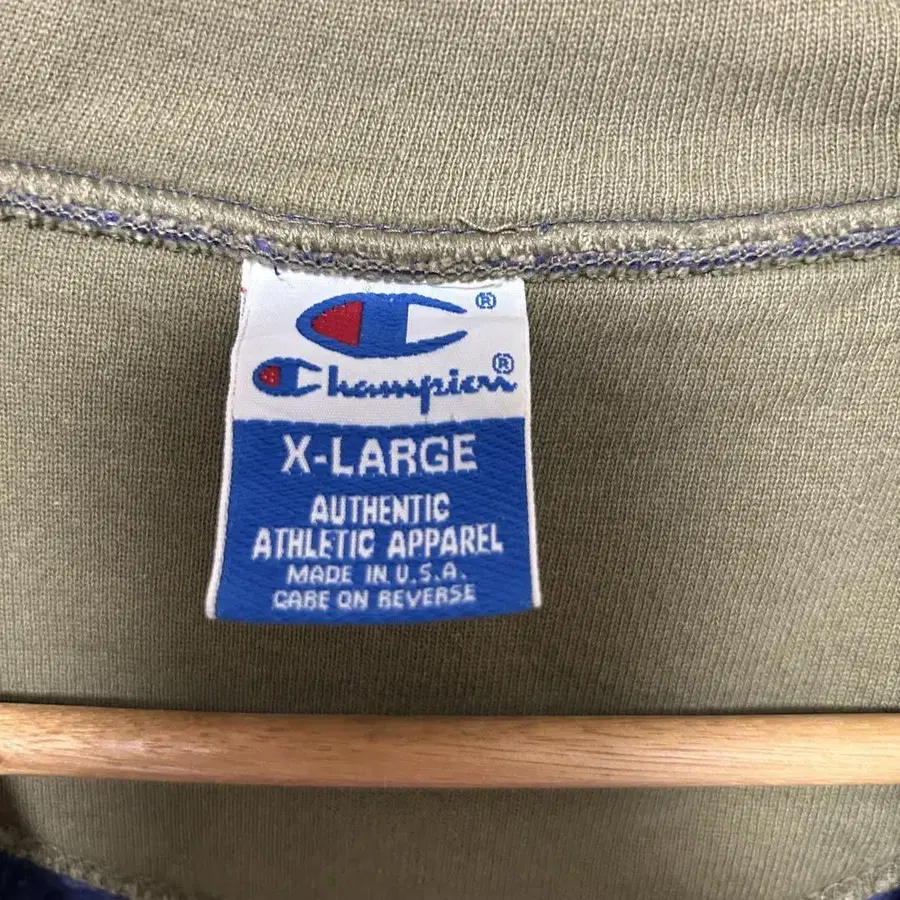 ®
Champion®
X-LARGE
AUTHENTIC
ATHLETIC APPAREL
MADE IN U.S.A.
CARE ON REVERSE